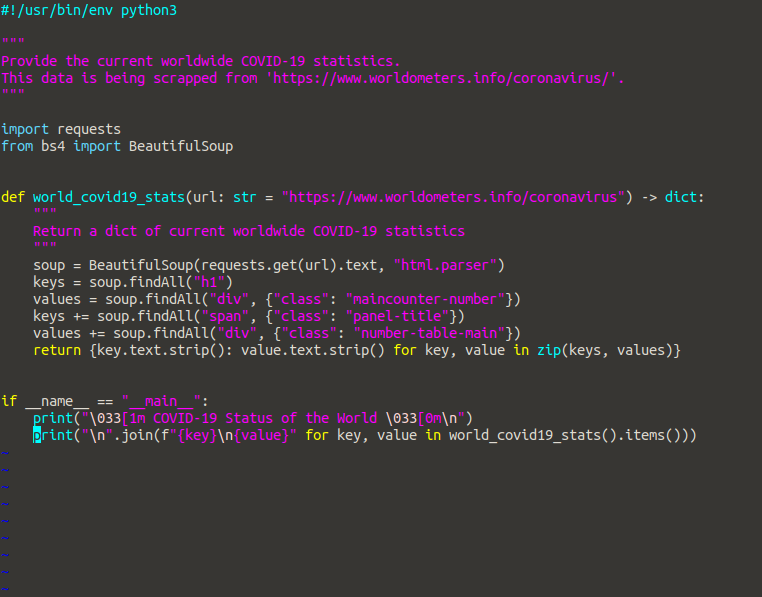 #!/usr/bin/env python3

"""
Provide the current worldwide COVID-19 statistics.
This data is being scrapped from 'https://www.worldometers.info/coronavirus/'.
"""

import requests
from bs4 import BeautifulSoup


def world_covid19_stats(url: str = "https://www.worldometers.info/coronavirus") -> dict:
    """
    Return a dict of current worldwide COVID-19 statistics
    """
    soup = BeautifulSoup(requests.get(url).text, "html.parser")
    keys = soup.findAll("h1")
    values = soup.findAll("div", {"class": "maincounter-number"})
    keys += soup.findAll("span", {"class": "panel-title"})
    values += soup.findAll("div", {"class": "number-table-main"})
    return {key.text.strip(): value.text.strip() for key, value in zip(keys, values)}


if __name__ == "__main__":
    print("\033[1m COVID-19 Status of the World \033[0m\n")
    print("\n".join(f"{key}\n{value}" for key, value in world_covid19_stats().items()))
~
~
~
~
~
~
~
~
~